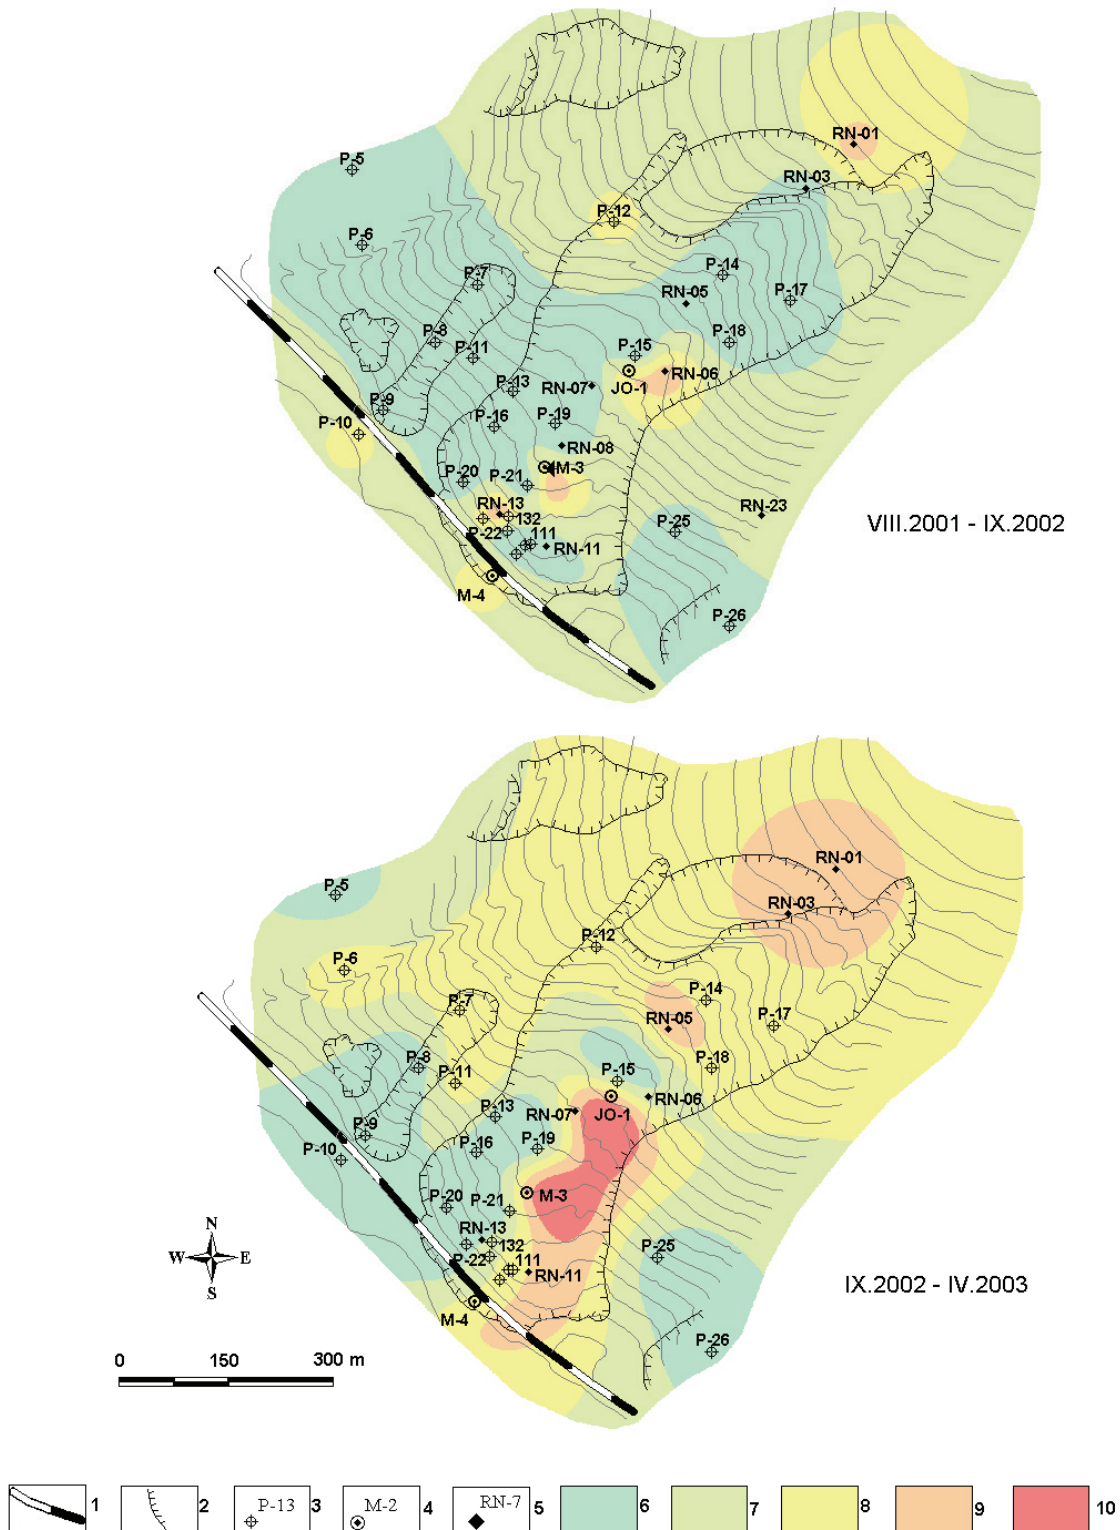 RN-01
P-5
RN-03
P-12
P-6
P-14
P-7
RN-05
P-17
P-8
P-11
P-18
P-15
P-13
RN-07
JO-1
RN-06
P-9
P-10
P-16
P-19
RN-08
M-3
P-20
P-21
RN-13
132
RN-23
P-22
111
RN-11
P-25
VIII.2001 - IX.2002
M-4
P-26
RN-01
P-5
RN-03
P-12
P-6
P-14
P-7
RN-05
P-17
P-8
P-11
P-18
P-15
P-13
RN-07
JO-1
RN-06
P-9
P-10
P-16
P-19
M-3
P-20
P-21
RN-13
132
P-22
111
RN-11
P-25
IX.2002 - IV.2003
M-4
P-26
N
W E
S
0 150 300 m
1 2 P-13 3 M-2 4 RN-7 5 6 7 8 9 10